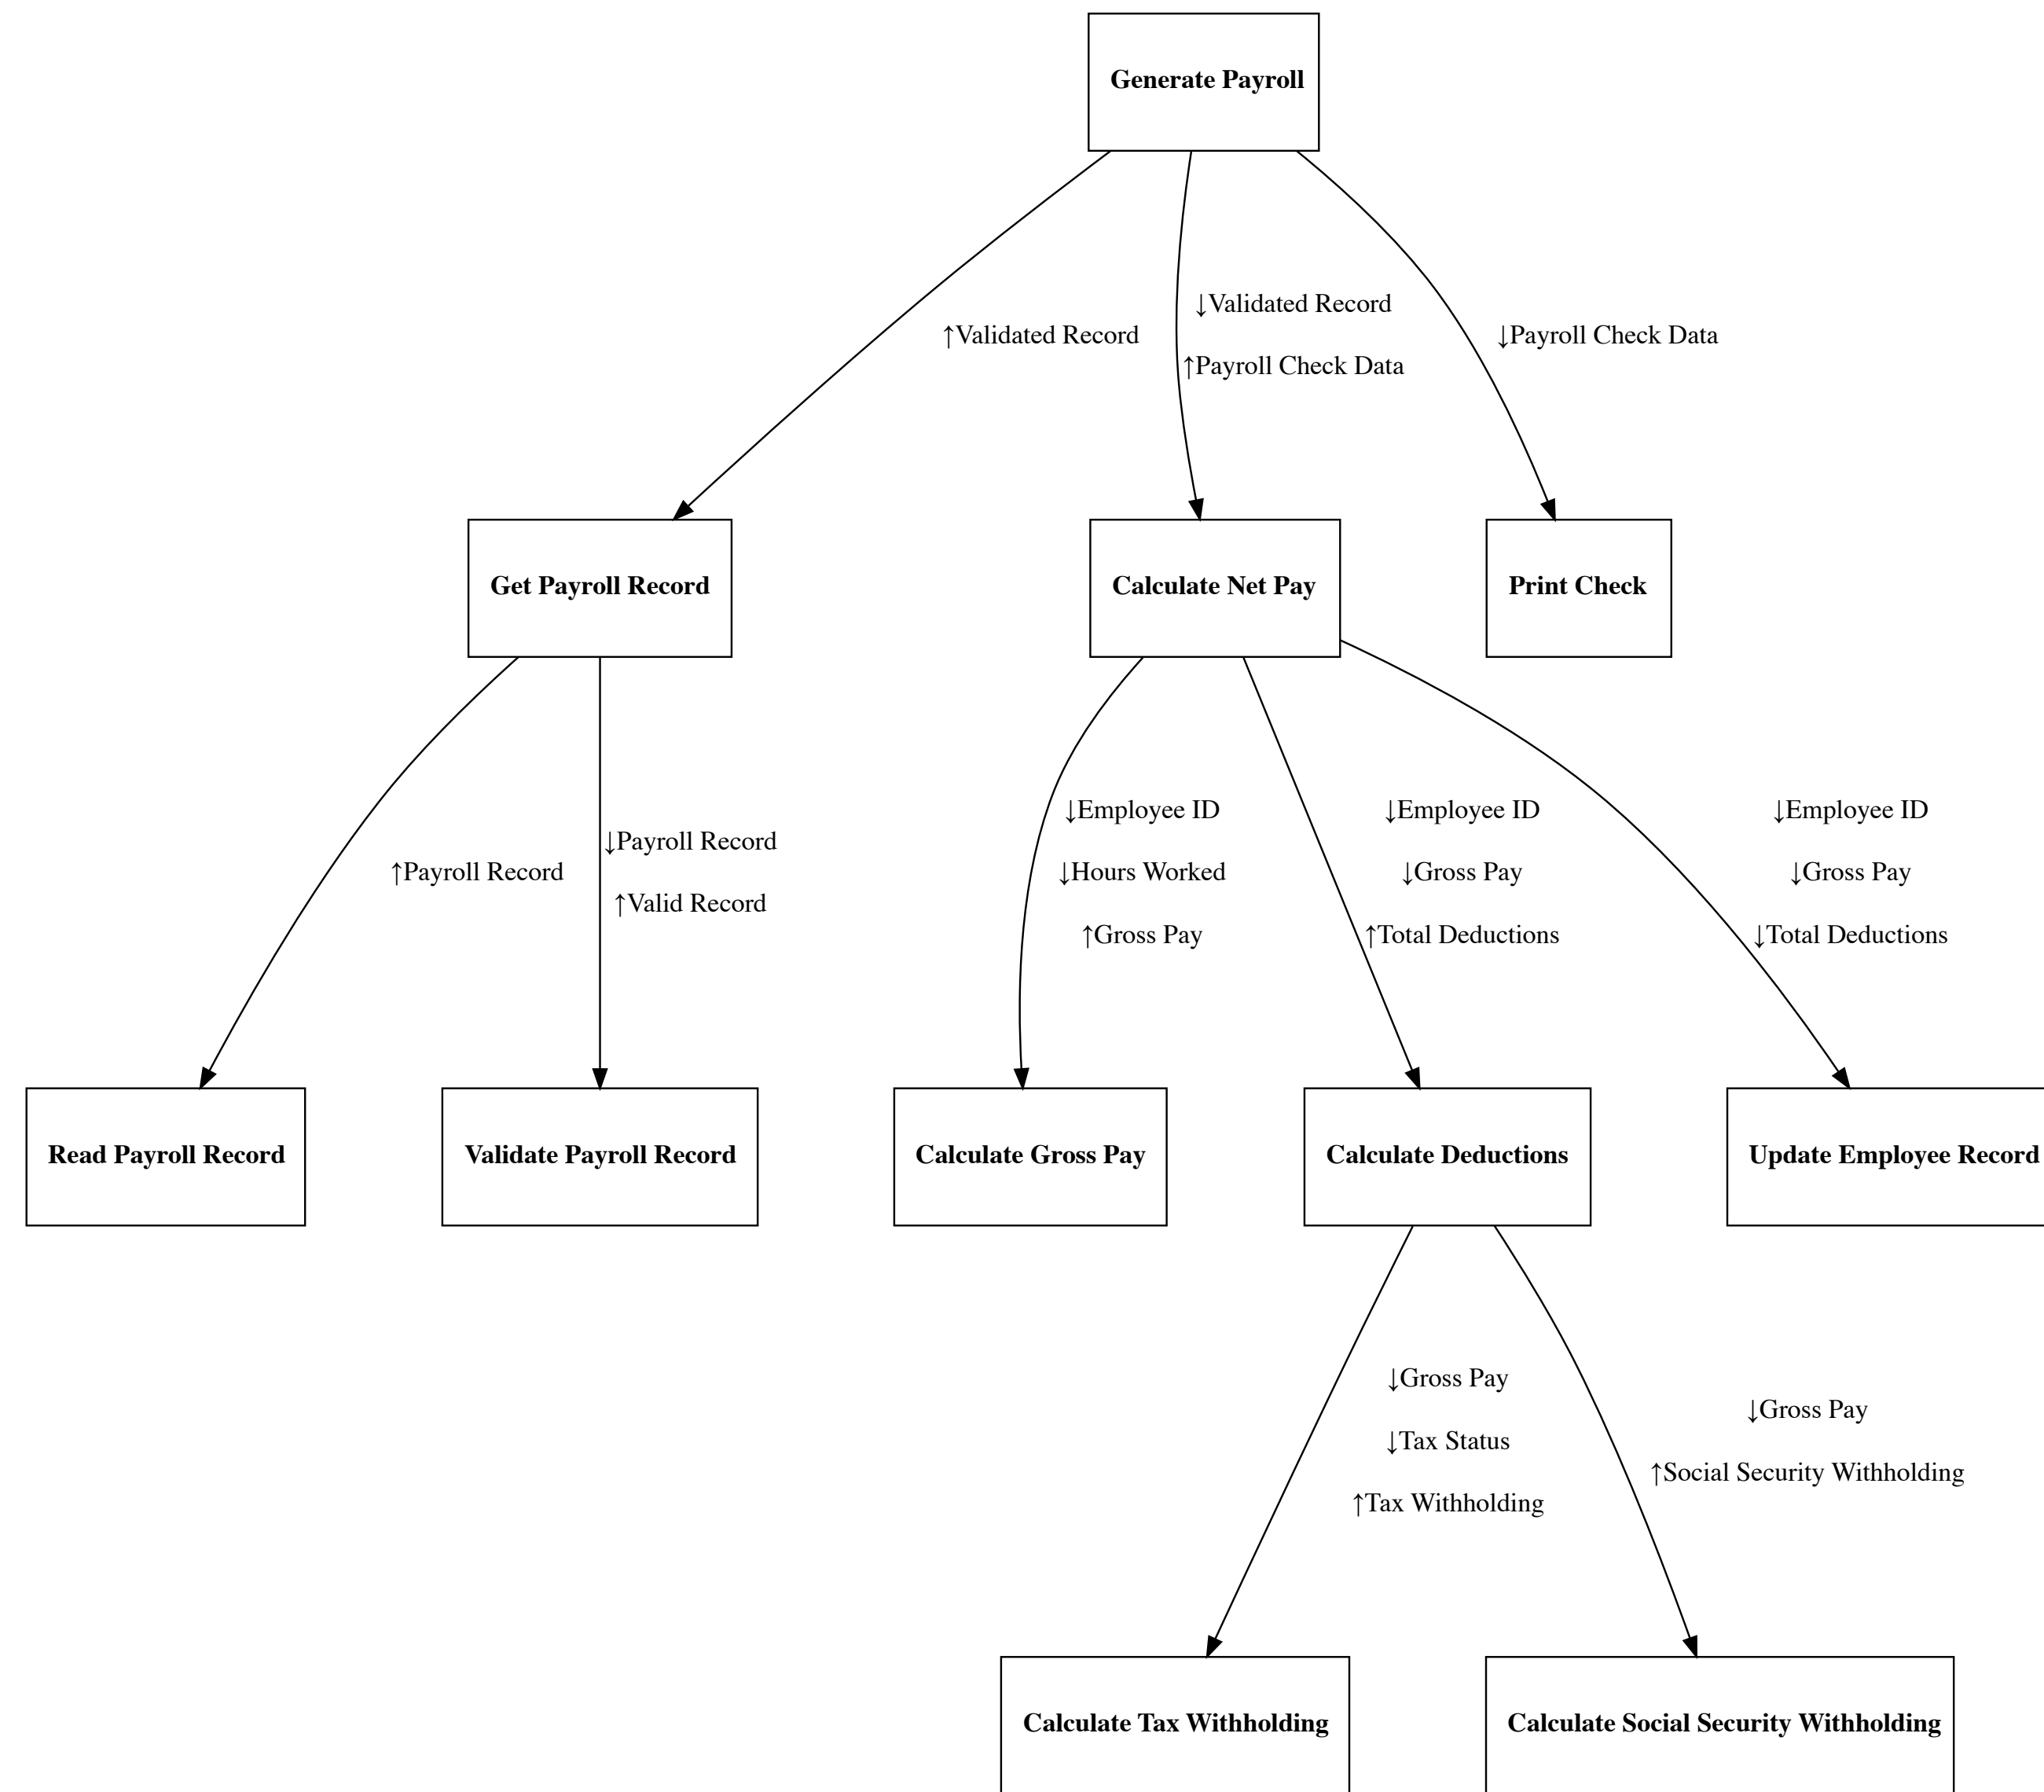 Generate Payroll
↑Validated Record
↓Validated Record
↑Payroll Check Data
↓Payroll Check Data
Get Payroll Record
Calculate Net Pay
Print Check
↑Payroll Record
↓Payroll Record
↑Valid Record
↓Employee ID
↓Hours Worked
↑Gross Pay
↓Employee ID
↓Gross Pay
↑Total Deductions
↓Employee ID
↓Gross Pay
↓Total Deductions
Read Payroll Record
Validate Payroll Record
Calculate Gross Pay
Calculate Deductions
Update Employee Record
↓Gross Pay
↓Tax Status
↑Tax Withholding
↓Gross Pay
↑Social Security Withholding
Calculate Tax Withholding
Calculate Social Security Withholding